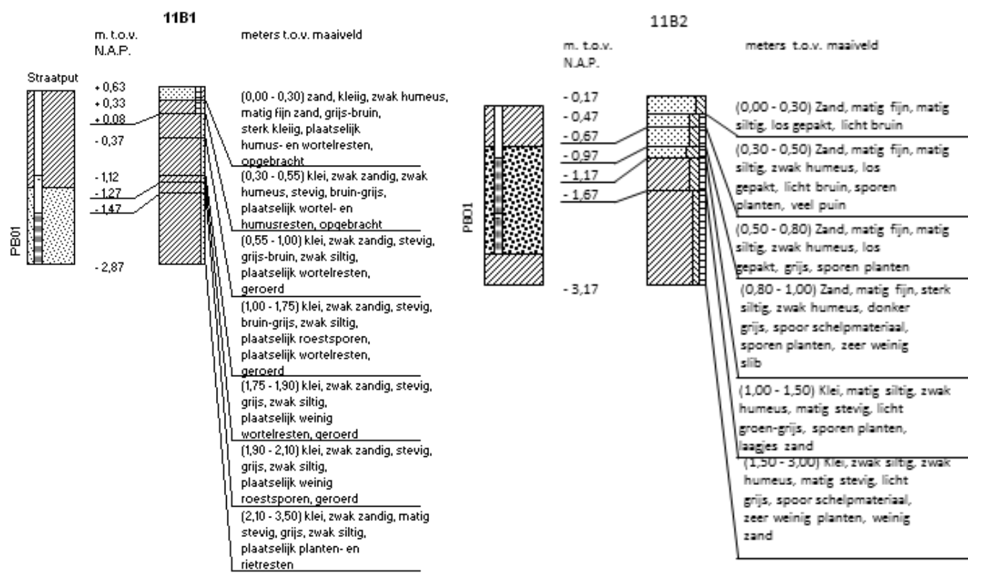 11B1
m. t.o.v.
N.A.P.
meters t.o.v. maaiveld
Straatput
+ 0,63
+ 0,33
+ 0.08
- 0,37
- 1,12
- 1,27
- 1,47
- 2,87
PB01
(0,00 - 0,30) zand, kleiig, zwak humeus,
matig fijn zand, grijs-bruin,
sterk kleiig, plaatselijk
humus- en wortelresten,
opgebracht
(0,30 - 0,55) klei, zwak zandig, zwak
humeus, stevig, bruin-grijs,
plaatselijk wortel- en
humusresten, opgebracht
(0,55 - 1,00) klei, zwak zandig, stevig,
grijs-bruin, zwak siltig,
plaatselijk wortelresten,
geroerd
(1,00 - 1,75) klei, zwak zandig, stevig,
bruin-grijs, zwak siltig,
plaatselijk roestsporen,
plaatselijk wortelresten,
geroerd
(1,75 - 1,90) klei, zwak zandig, stevig,
grijs, zwak siltig,
plaatselijk weinig
wortelresten, geroerd
(1,90 - 2,10) klei, zwak zandig, stevig,
grijs, zwak siltig,
plaatselijk weinig
roestsporen, geroerd
(2,10 - 3,50) klei, zwak zandig, matig
stevig, grijs, zwak siltig,
plaatselijk planten- en
rietresten
11B2
m. t.o.v.
N.A.P.
meters t.o.v. maaiveld
- 0,17
- 0,47
- 0,67
- 0,97
- 1,17
- 1,67
- 3,17
PB01
(0,00 - 0,30) Zand, matig fijn, matig
siltig, los gepakt, licht bruin
(0,30 - 0,50) Zand, matig fijn, matig
siltig, zwak humeus, los
gepakt, licht bruin, sporen
planten, veel puin
(0,50 - 0,80) Zand, matig fijn, matig
siltig, zwak humeus, los
gepakt, grijs, sporen planten
(0,80 - 1,00) Zand, matig fijn, sterk
siltig, zwak humeus, donker
grijs, spoor schelpmateriaal,
sporen planten, zeer weinig
slib
(1,00 - 1,50) Klei, matig siltig, zwak
humeus, matig stevig, licht
groen-grijs, sporen planten,
laagjes zand
(1,50 - 3,00) Klei, zwak siltig, zwak
humeus, matig stevig, licht
grijs, spoor schelpmateriaal,
zeer weinig planten, weinig
zand